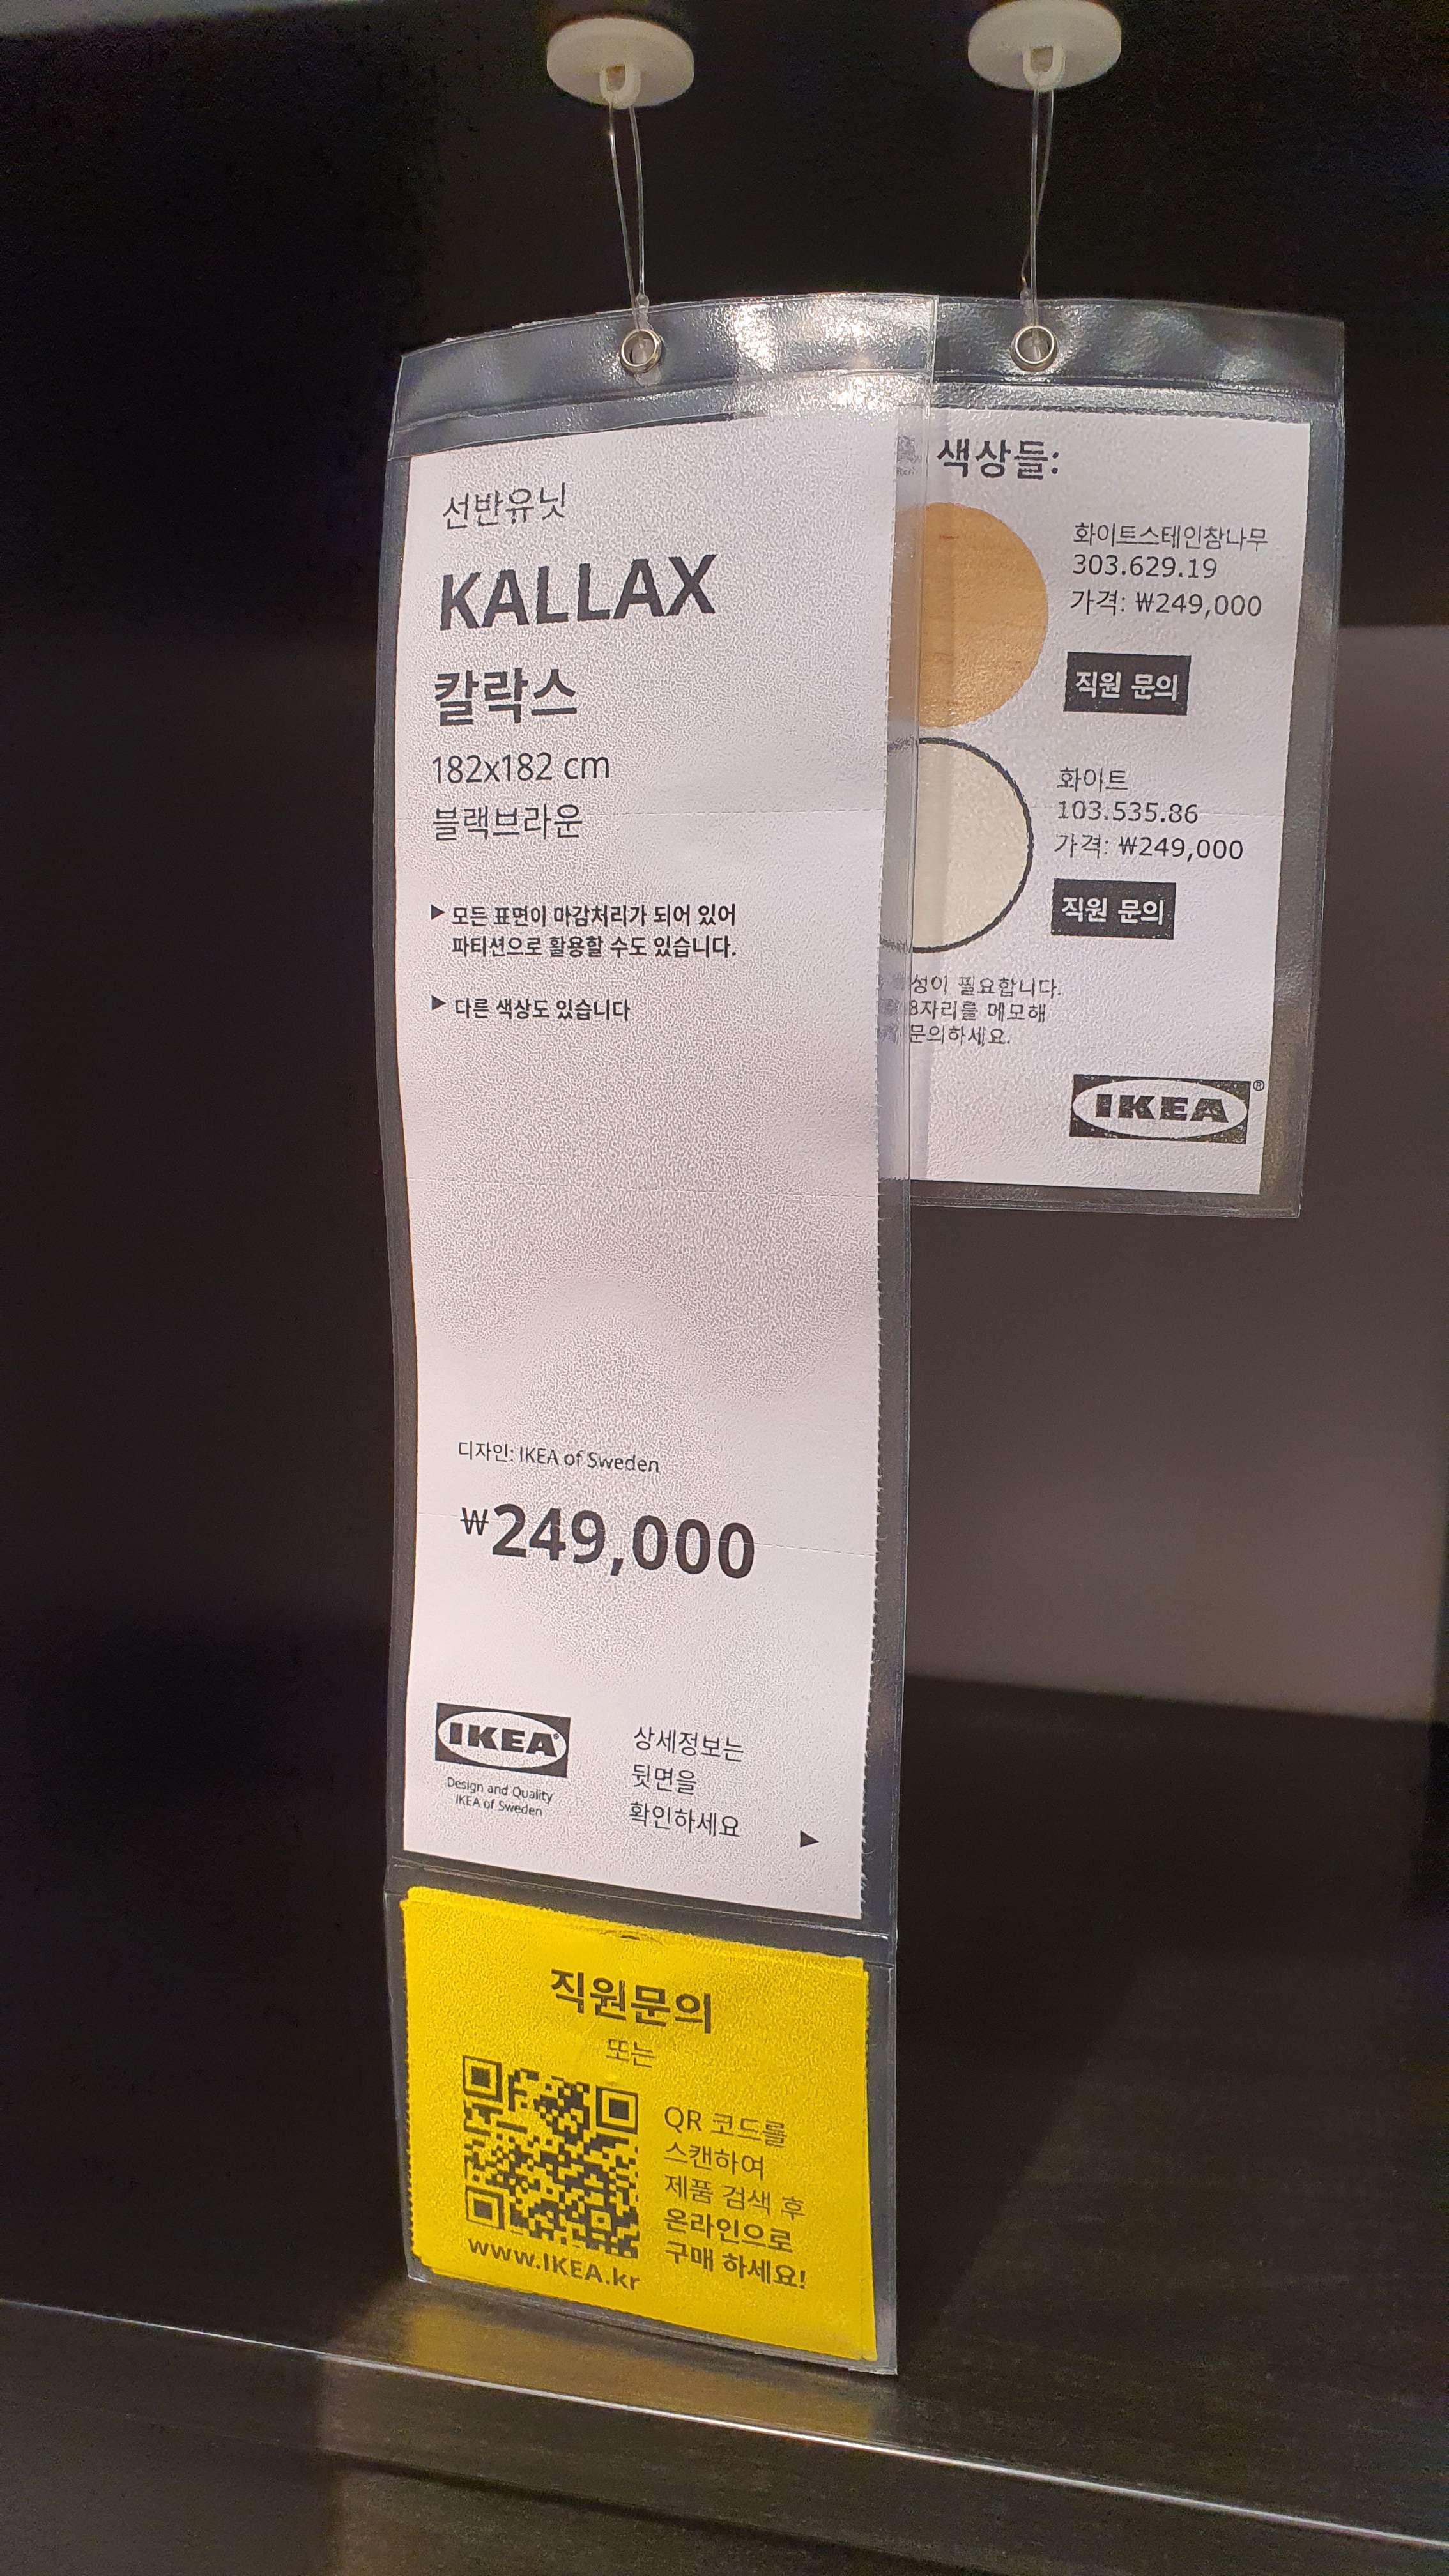 선반유닛
KALLAX
칼락스
182x182 cm
블랙브라운
▶ 모든 표면이 마감처리가 되어 있어
파티션으로 활용할 수도 있습니다.
▶ 다른 색상도 있습니다
디자인: IKEA of Sweden
₩249,000
IKEA®
Design and Quality
IKEA of Sweden
상세정보는
뒷면을
확인하세요
▶
직원문의
또는
QR 코드를
스캔하여
제품 검색 후
온라인으로
구매 하세요!
www.IKEA.kr
색상들:
화이트스테인참나무
303.629.19
가격: ₩249,000
직원 문의
화이트
103.535.86
가격: ₩249,000
직원 문의
성이 필요합니다.
8자리를 메모해
문의하세요.
IKEA®